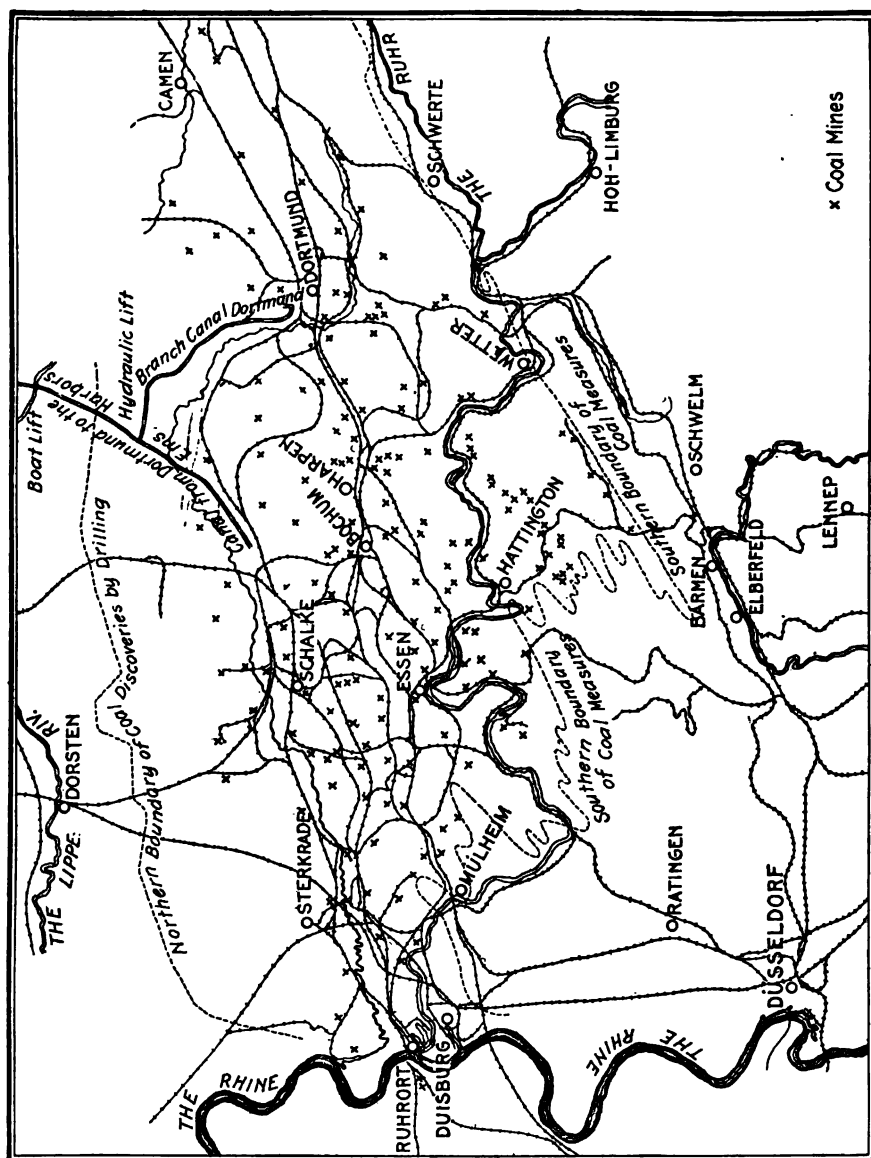 THE LIPPE
RIV.
DORSTEN
Northern Boundary of Coal Discoveries by Drilling
Boat Lift
Canal from Dortmund to the
Ems. Harbors
Hydraulic Lift
Branch Canal Dortmund
CAMEN
DORTMUND
HARPEN
BOCHUM
SCHALKE
ESSEN
STERKRADE
MÜLHEIM
THE RHINE
RUHRORT
DUISBURG
THE RUHR
SCHWERTE
HOH-LIMBURG
WETTER
HATTINGTON
Southern Boundary of
Coal Measures
Southern Boundary
of Coal Measures
SCHWELM
BARMEN
ELBERFELD
LENNEP
RATINGEN
DÜSSELDORF
THE
RHINE
x Coal Mines